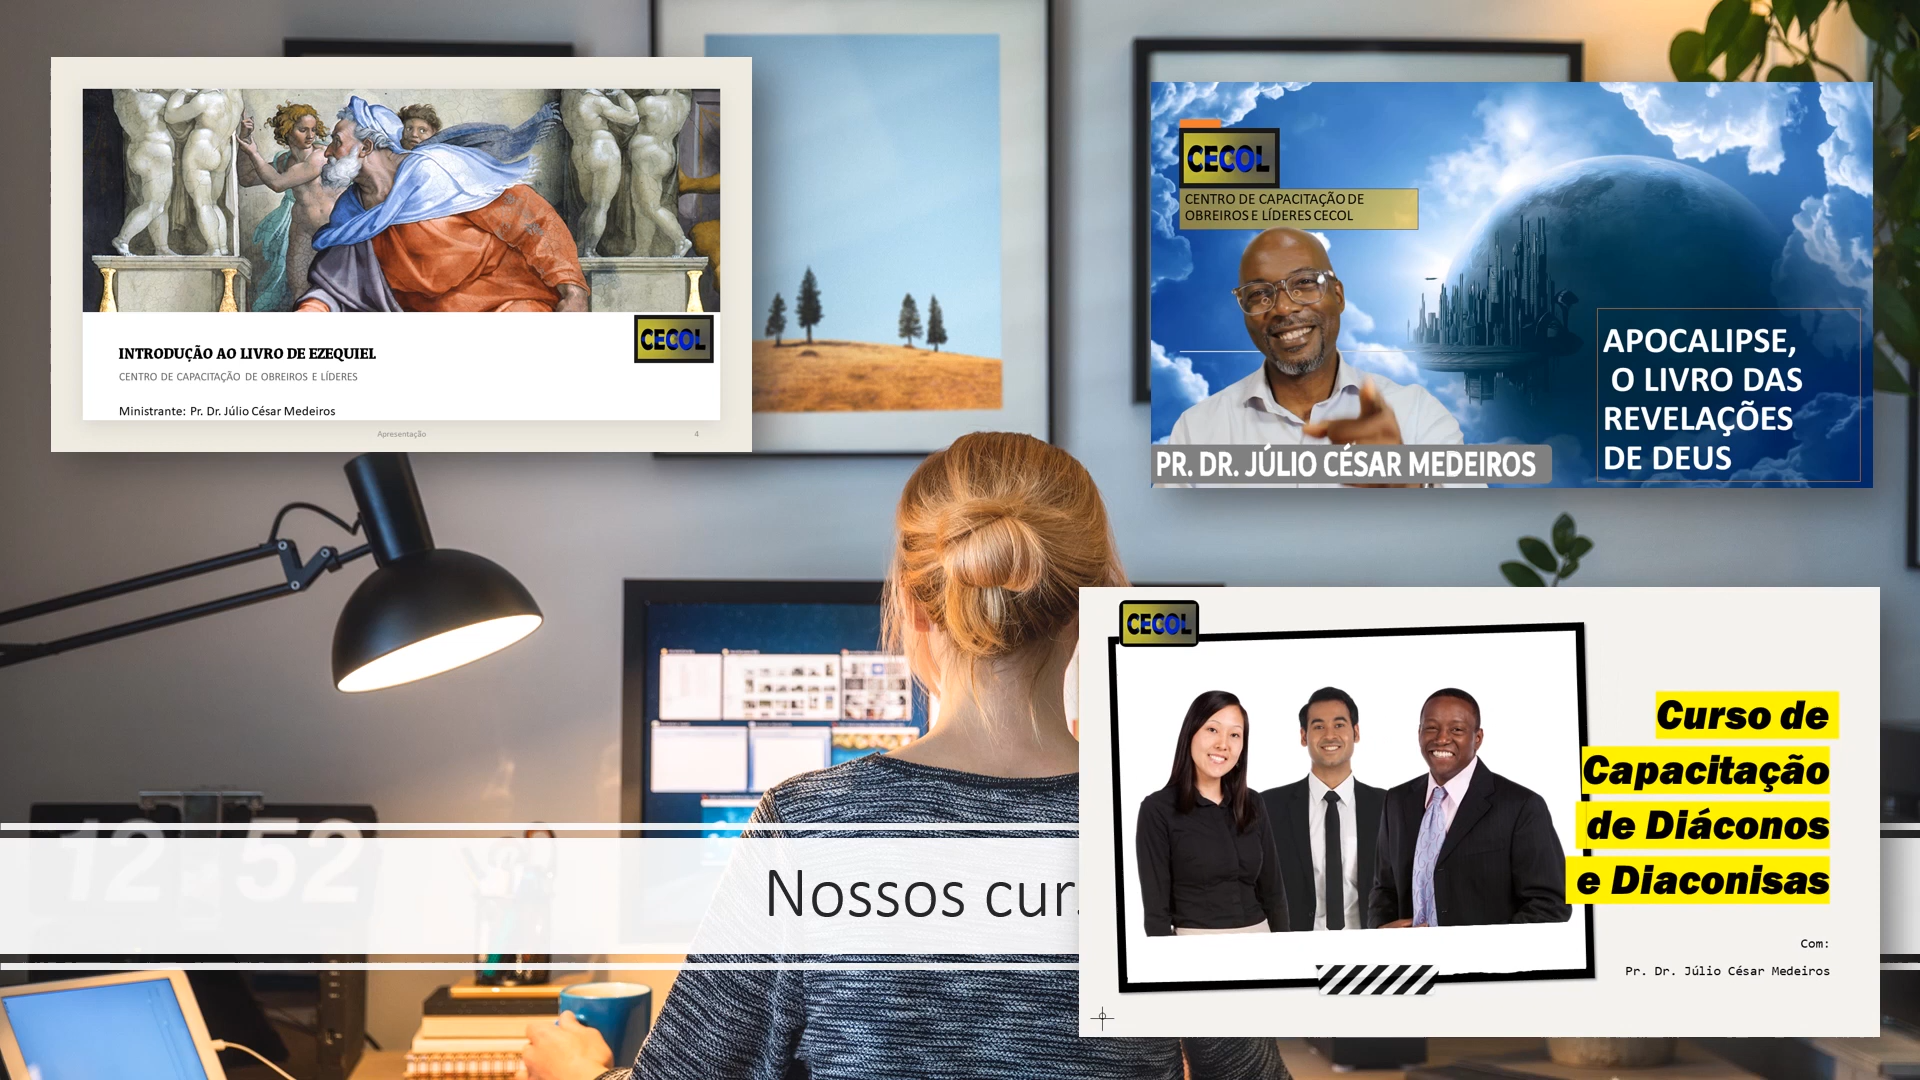 INTRODUÇÃO AO LIVRO DE EZEQUIEL
CENTRO DE CAPACITAÇÃO DE OBREIROS E LÍDERES
CECOL
Ministrante: Pr. Dr. Júlio César Medeiros
Apresentação
4
CECOL
CENTRO DE CAPACITAÇÃO DE
OBREIROS E LÍDERES CECOL
APOCALIPSE,
O LIVRO DAS
REVELAÇÕES
DE DEUS
PR. DR. JÚLIO CÉSAR MEDEIROS
12 52
Nossos
CECOL
Curso de
Capacitação
de Diáconos
e Diaconisas
Com:
Pr. Dr. Júlio César Medeiros